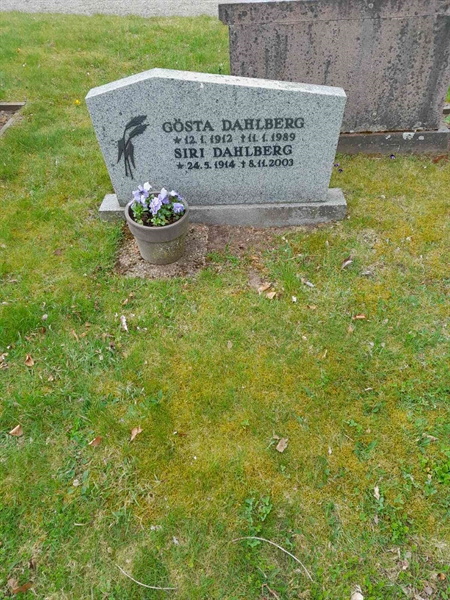 GÖSTA DAHLBERG
★ 12.1.1912 † 11.1.1989
SIRI DAHLBERG
★ 24.5.1914 † 8.11.2003